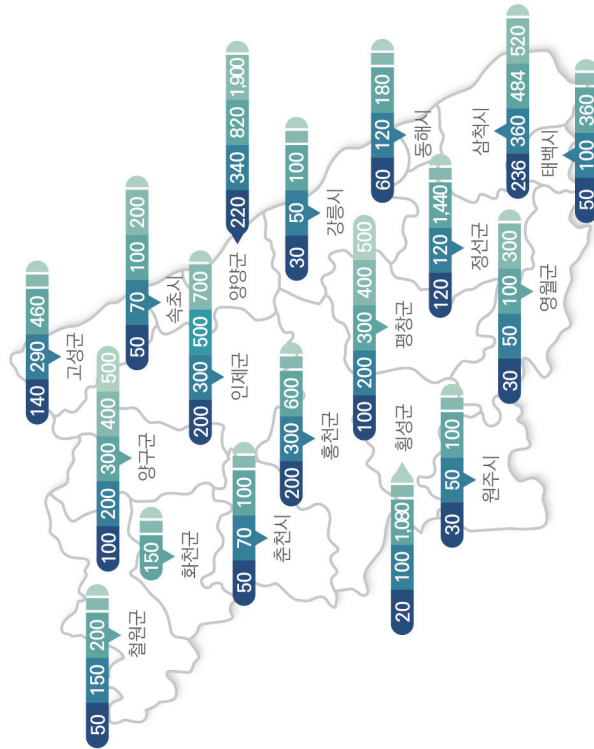 140 290 460
고성군
50 70 100 200
속초시
220 340 820 1,900
양양군
100 200 300 400 500
양구군
200 300 500 700
인제군
30 50 100
강릉시
60 120 180
동해시
236 360 484 520
삼척시
50 100 360
태백시
50 150 200
철원군
150
화천군
50 70 100
춘천시
200 300 600
홍천군
100 200 300 400 500
평창군
120 120 1,440
정선군
30 50 100 300
영월군
20 100 1,080
횡성군
30 50 100
원주시